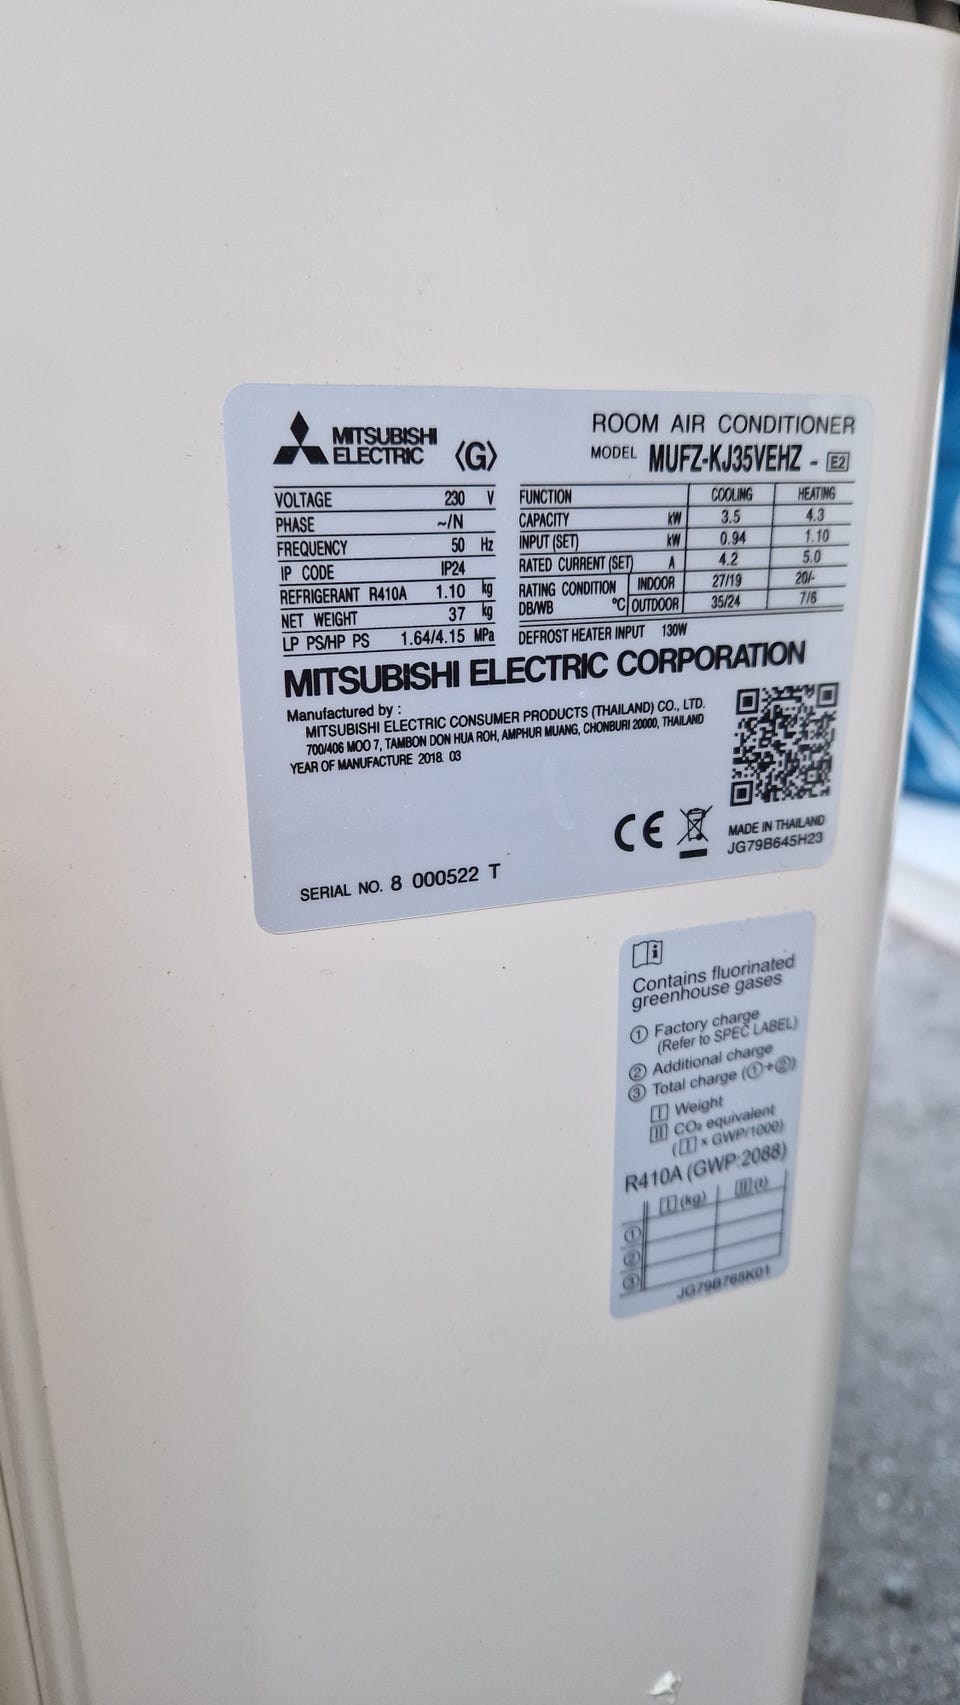 MITSUBISHI
ELECTRIC
〈G〉
ROOM AIR CONDITIONER
MODEL MUFZ-KJ35VEHZ - E2
VOLTAGE 230 V
PHASE ~/N
FREQUENCY 50 Hz
IP CODE IP24
REFRIGERANT R410A 1.10 kg
NET WEIGHT 37 kg
LP PS/HP PS 1.64/4.15 MPa
FUNCTION COOLING HEATING
CAPACITY kW 3.5 4.3
INPUT (SET) kW 0.94 1.10
RATED CURRENT (SET) A 4.2 5.0
RATING CONDITION INDOOR 27/19 20/-
DB/WB °C OUTDOOR 35/24 7/6
DEFROST HEATER INPUT 130W
MITSUBISHI ELECTRIC CORPORATION
Manufactured by :
MITSUBISHI ELECTRIC CONSUMER PRODUCTS (THAILAND) CO., LTD.
700/406 MOO 7, TAMBON DON HUA ROH, AMPHUR MUANG, CHONBURI 20000, THAILAND
YEAR OF MANUFACTURE 2018. 03
CE
MADE IN THAILAND
JG79B645H23
SERIAL NO. 8 000522 T
i
Contains fluorinated
greenhouse gases
① Factory charge
(Refer to SPEC LABEL)
② Additional charge
③ Total charge (①+②)
I Weight
II CO₂ equivalent
(I × GWP/1000)
R410A (GWP:2088)
I (kg) II (t)
①
②
③
JG79B765K01